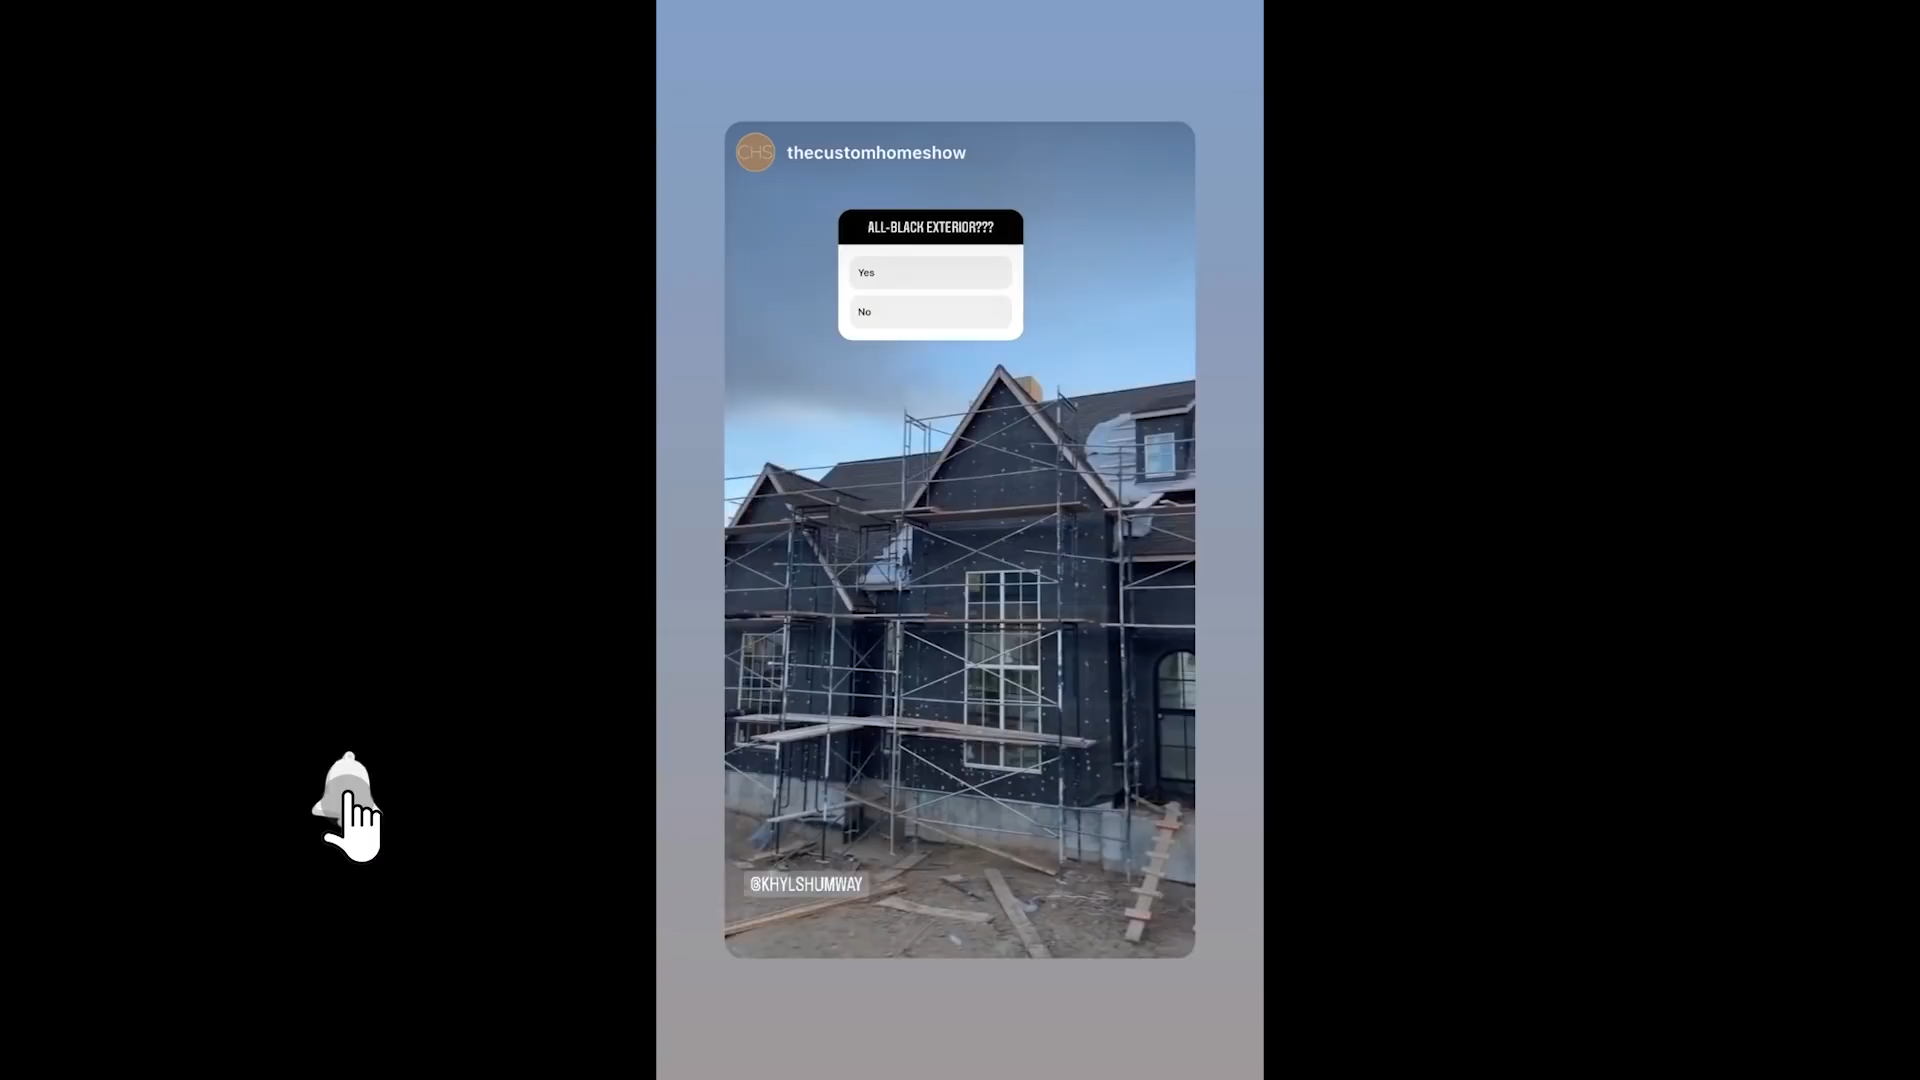 CHS
thecustomhomeshow
ALL-BLACK EXTERIOR???
Yes
No
@KHYLSHUMWAY